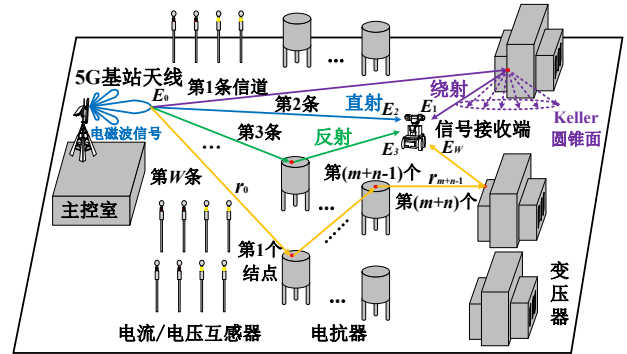 5G基站天线
E₀
第1条信道
绕射
第2条
直射
E₂
E₁
Keller
圆锥面
电磁波信号
第3条
反射
E₃
信号接收端
E_W
...
...
第W条
r₀
第(m+n-1)个
r_{m+n-1}
第(m+n)个
主控室
...
......
第1个
结点
变压器
...
电流/电压互感器
电抗器